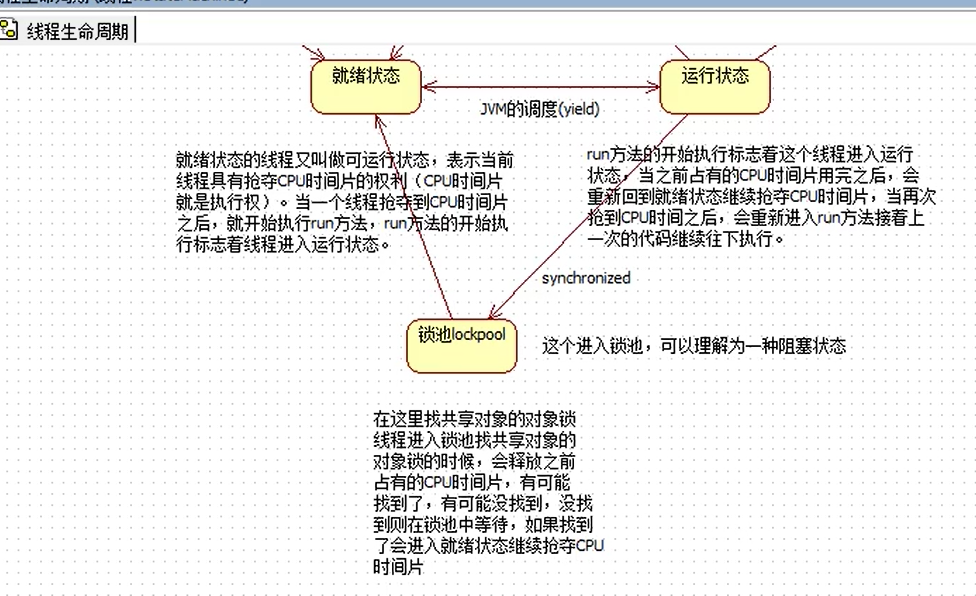 线程生命周期
就绪状态
运行状态
JVM的调度(yield)
就绪状态的线程又叫做可运行状态，表示当前
线程具有抢夺CPU时间片的权利（CPU时间片
就是执行权）。当一个线程抢夺到CPU时间片
之后，就开始执行run方法，run方法的开始执
行标志着线程进入运行状态。
run方法的开始执行标志着这个线程进入运行
状态，当之前占有的CPU时间片用完之后，会
重新回到就绪状态继续抢夺CPU时间片，当再次
抢到CPU时间之后，会重新进入run方法接着上
一次的代码继续往下执行。
synchronized
锁池lockpool
这个进入锁池，可以理解为一种阻塞状态
在这里找共享对象的对象锁
线程进入锁池找共享对象的
对象锁的时候，会释放之前
占有的CPU时间片，有可能
找到了，有可能没找到，没找
到则在锁池中等待，如果找到
了会进入就绪状态继续抢夺CPU
时间片